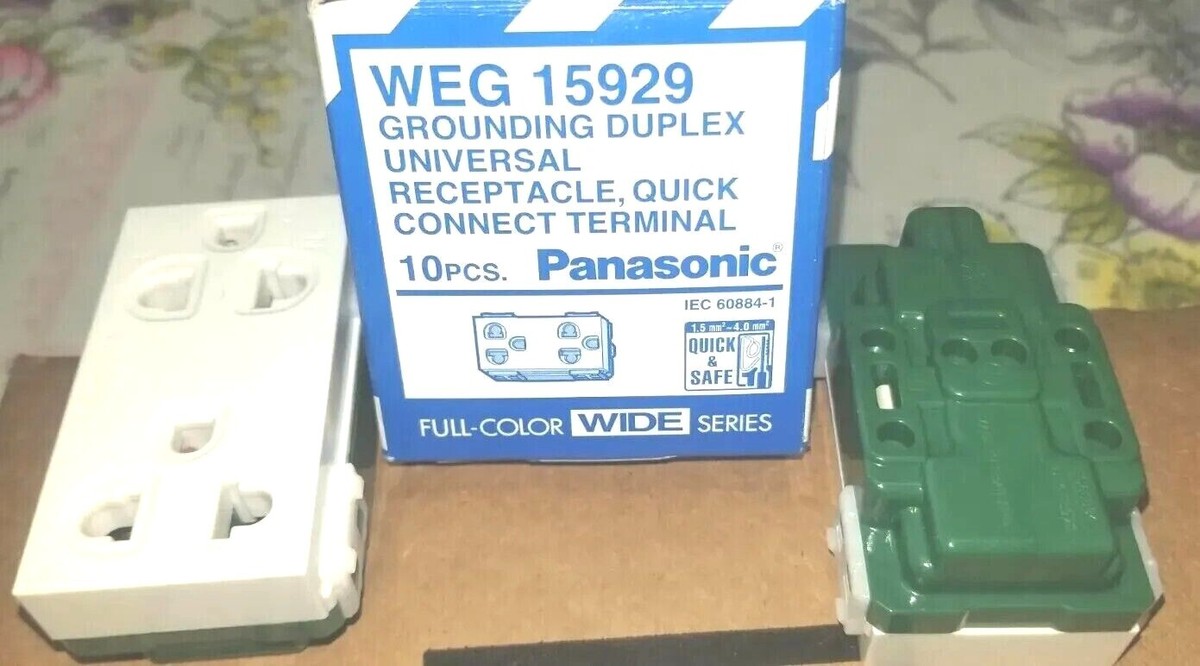 WEG 15929
GROUNDING DUPLEX
UNIVERSAL
RECEPTACLE, QUICK
CONNECT TERMINAL
10PCS. Panasonic®
IEC 60884-1
1.5 mm²~4.0 mm²
QUICK
&
SAFE
FULL-COLOR WIDE SERIES